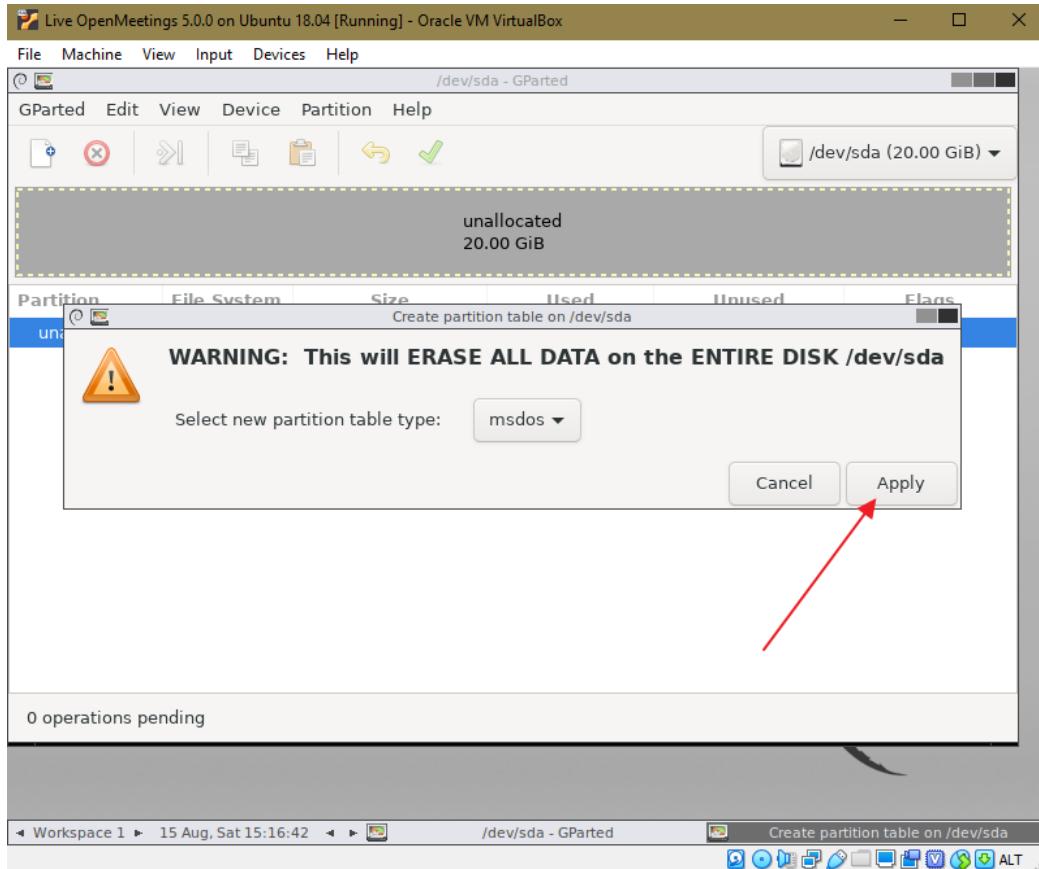 Live OpenMeetings 5.0.0 on Ubuntu 18.04 [Running] - Oracle VM VirtualBox
File Machine View Input Devices Help
/dev/sda - GParted
GParted Edit View Device Partition Help
/dev/sda (20.00 GiB)
unallocated
20.00 GiB
Partition File System Size Used Unused Flags
una
Create partition table on /dev/sda
WARNING: This will ERASE ALL DATA on the ENTIRE DISK /dev/sda
Select new partition table type: msdos
Cancel Apply
0 operations pending
Workspace 1 15 Aug, Sat 15:16:42 /dev/sda - GParted Create partition table on /dev/sda
ALT